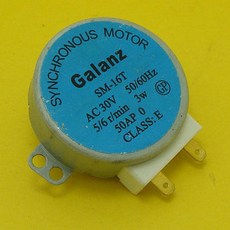 SYNCHRONOUS MOTOR
Galanz
SM-16T
AC 30V 50/60Hz
5/6 r/min 3w
50AP 0
CLASS: E